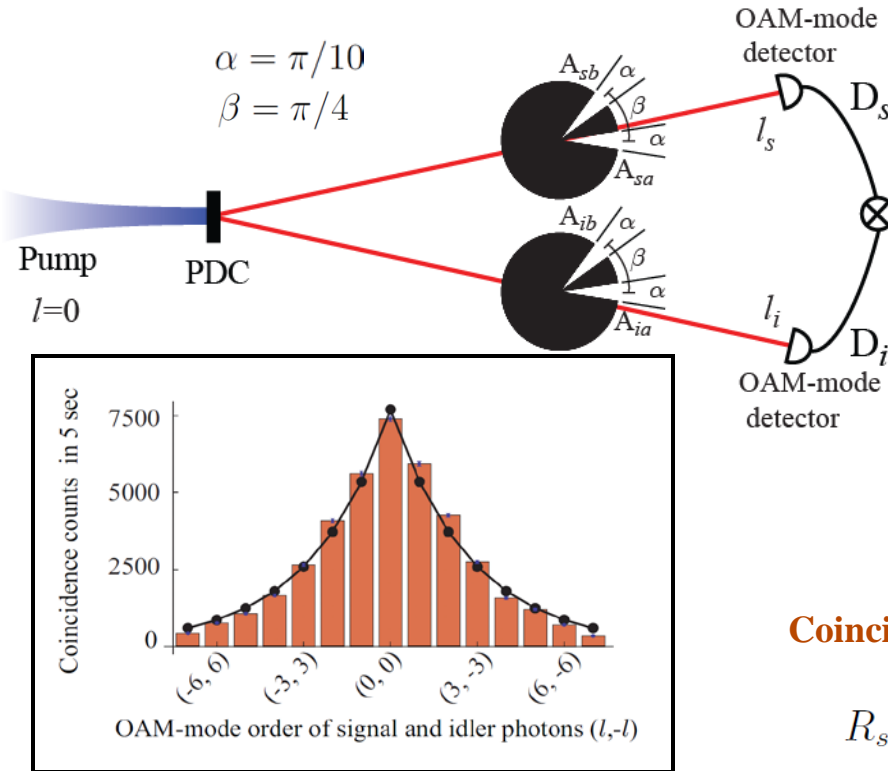 OAM-mode
detector
α = π/10
β = π/4
A_sb
α
β
α
A_sa
l_s
D_s
Pump
l=0
PDC
A_ib
α
β
α
A_ia
l_i
D_i
OAM-mode
detector
Coincidence counts in 5 sec
7500
5000
2500
0
(-6, 6) (-3, 3) (0, 0) (3, -3) (6, -6)
OAM-mode order of signal and idler photons (l,-l)
Coinci
R_s